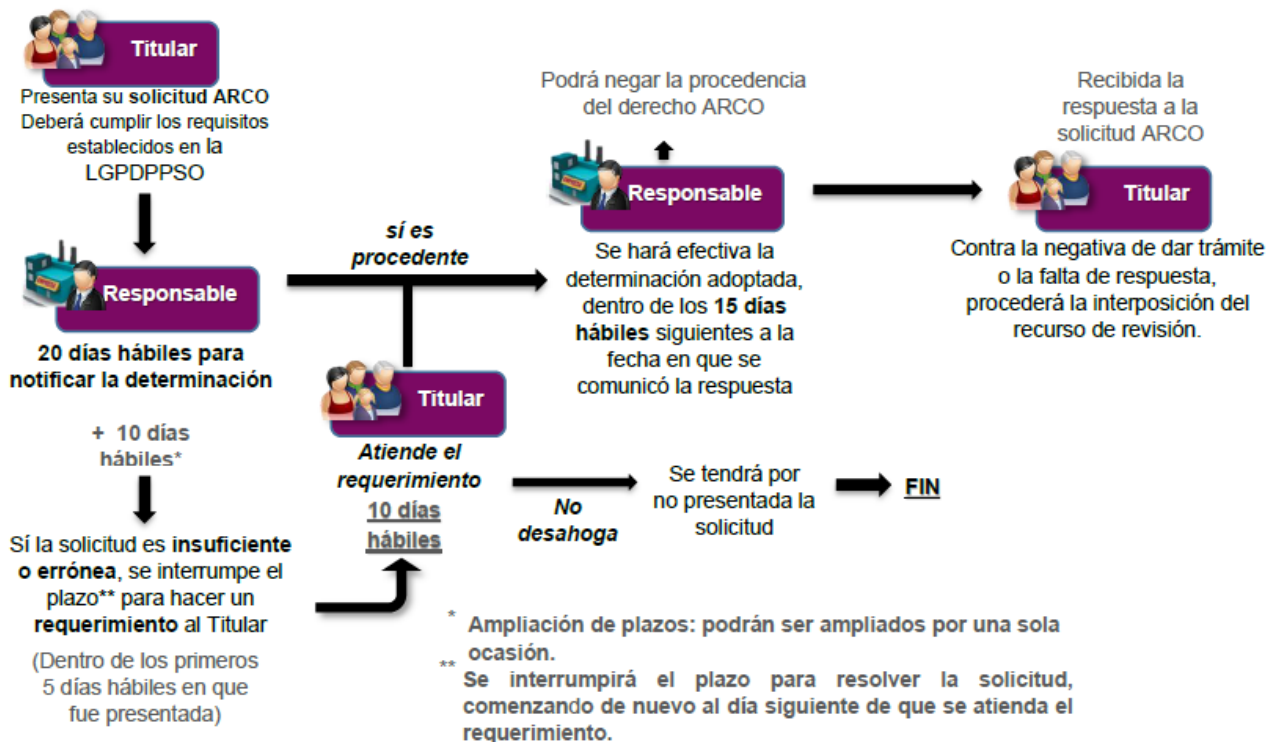 Titular
Presenta su solicitud ARCO
Deberá cumplir los requisitos
establecidos en la
LGPDPPSO
Responsable
20 días hábiles para
notificar la determinación
+ 10 días
hábiles*
Sí la solicitud es insuficiente
o errónea, se interrumpe el
plazo** para hacer un
requerimiento al Titular
(Dentro de los primeros
5 días hábiles en que
fue presentada)
sí es
procedente
Titular
Atiende el
requerimiento
10 días
hábiles
No
desahoga
Se tendrá por
no presentada la
solicitud
FIN
Podrá negar la procedencia
del derecho ARCO
Responsable
Se hará efectiva la
determinación adoptada,
dentro de los 15 días
hábiles siguientes a la
fecha en que se
comunicó la respuesta
Recibida la
respuesta a la
solicitud ARCO
Titular
Contra la negativa de dar trámite
o la falta de respuesta,
procederá la interposición del
recurso de revisión.
* Ampliación de plazos: podrán ser ampliados por una sola
ocasión.
** Se interrumpirá el plazo para resolver la solicitud,
comenzando de nuevo al día siguiente de que se atienda el
requerimiento.